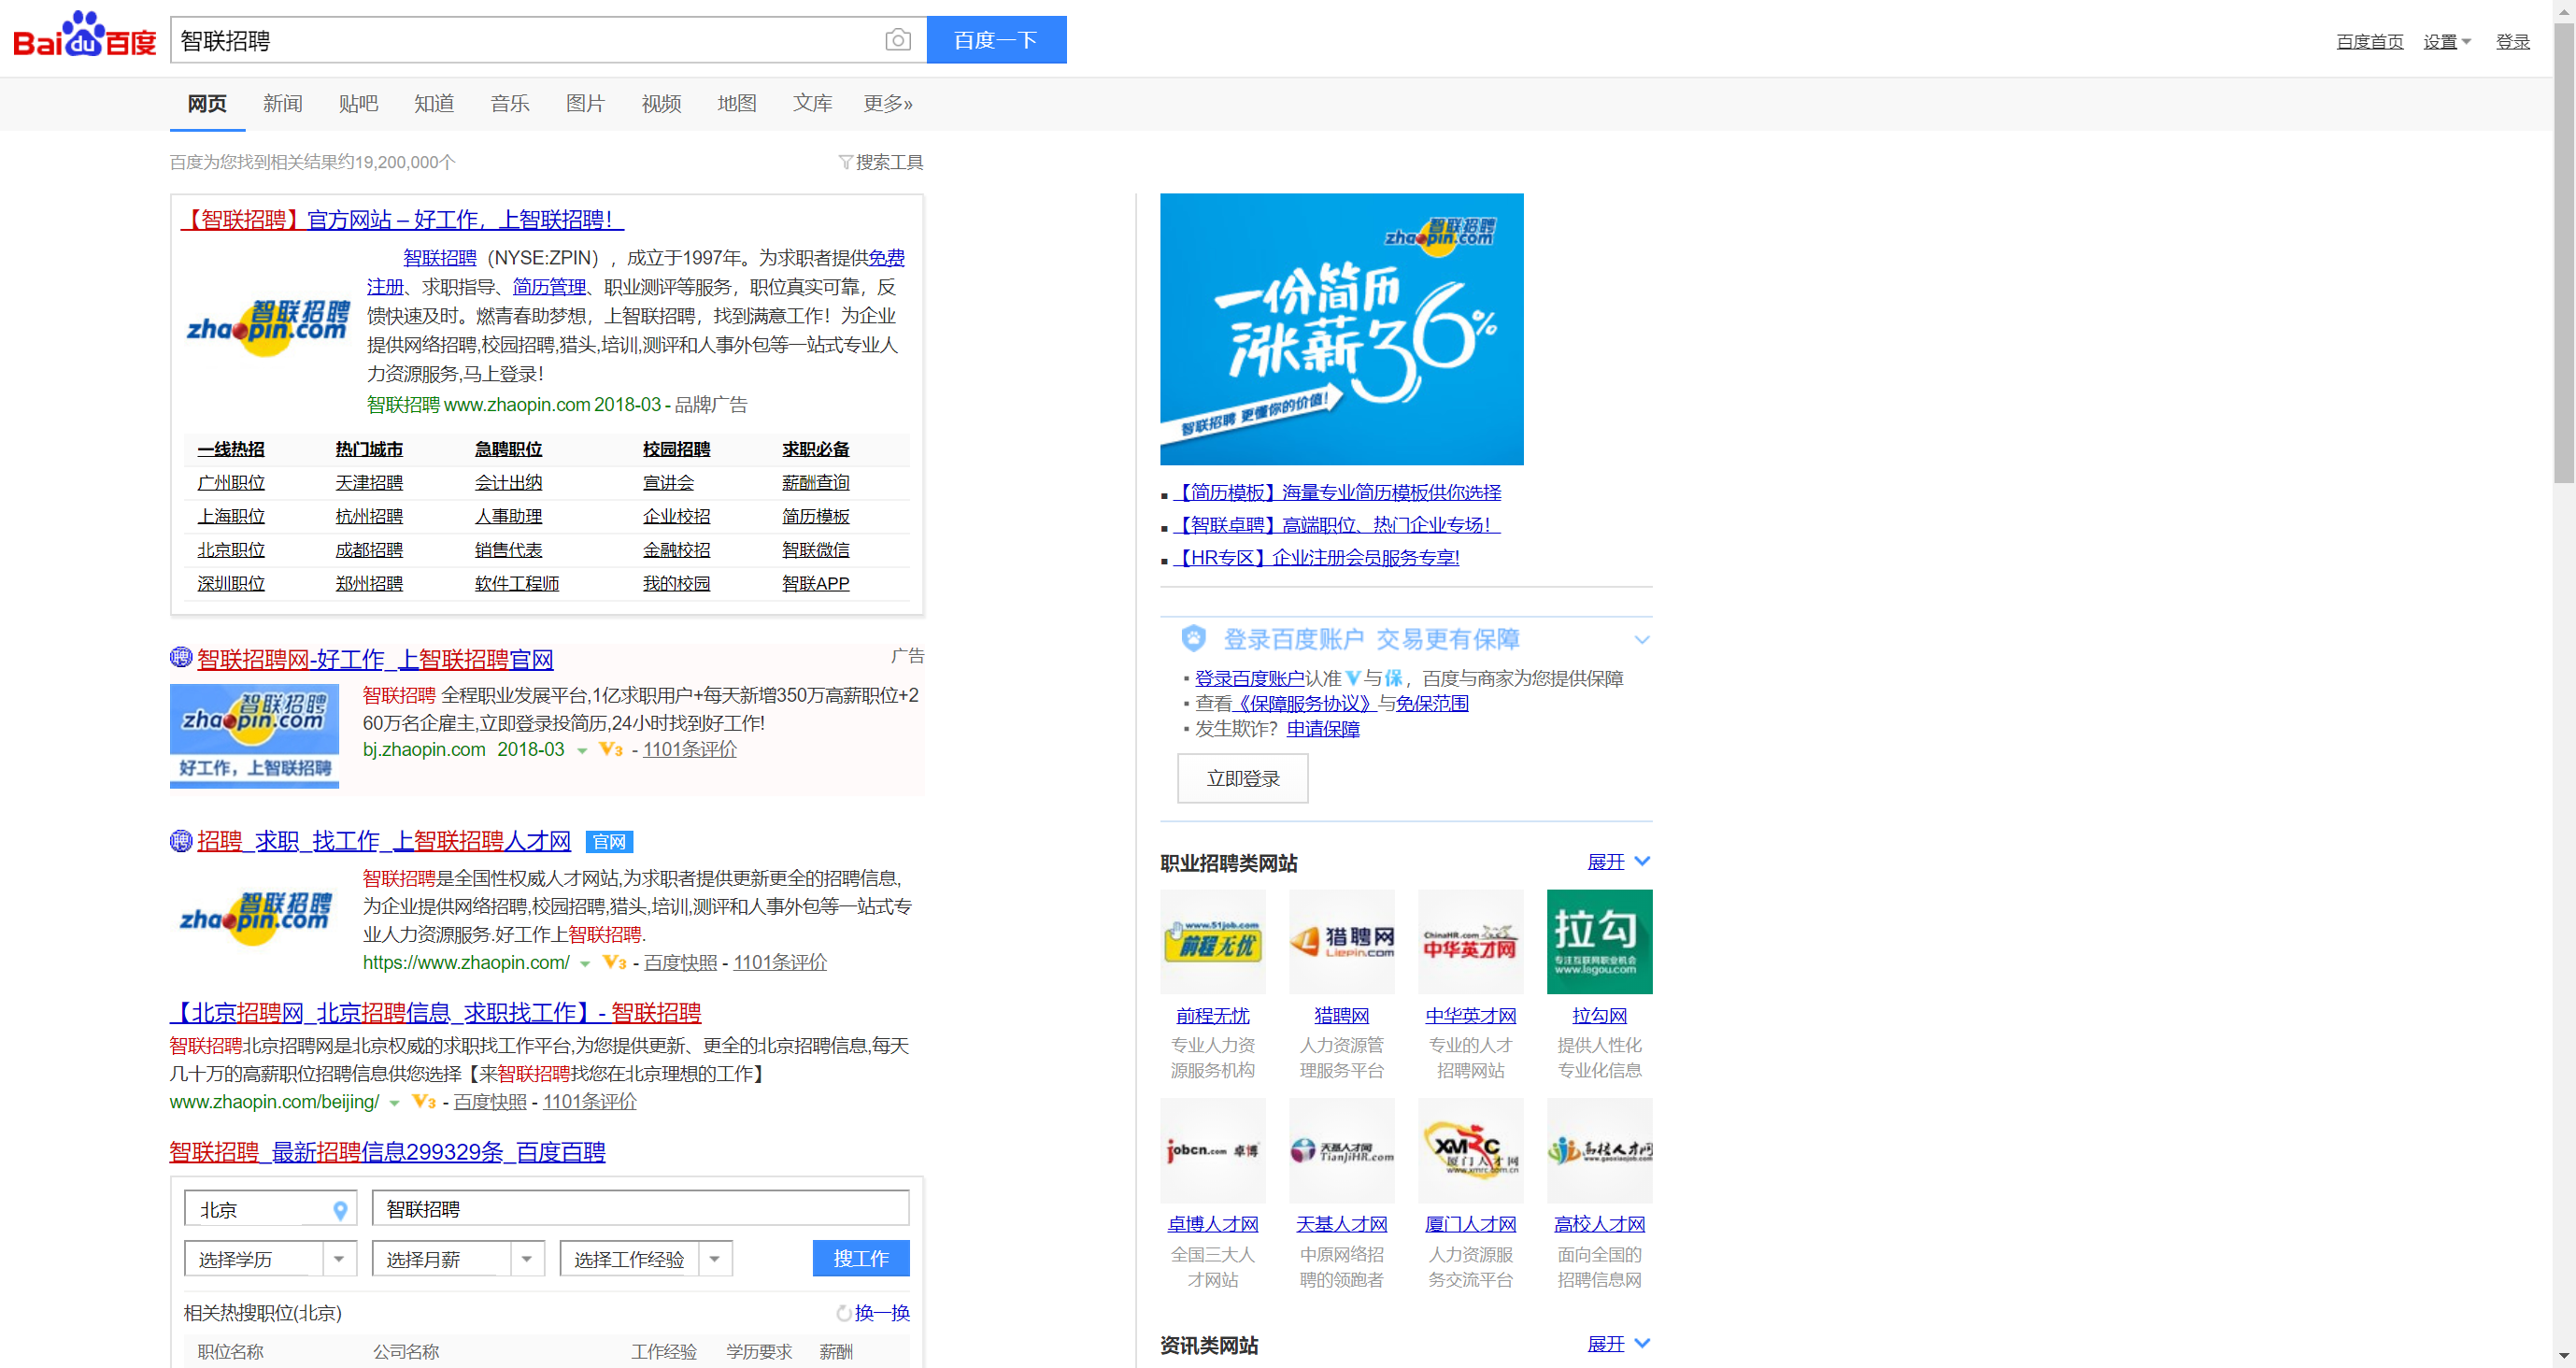 Bai du 百度
智联招聘
百度一下
百度首页 设置 登录
网页 新闻 贴吧 知道 音乐 图片 视频 地图 文库 更多»
百度为您找到相关结果约19,200,000个
搜索工具
【智联招聘】官方网站 – 好工作，上智联招聘！
智联招聘
zhaopin.com
智联招聘（NYSE:ZPIN），成立于1997年。为求职者提供免费
注册、求职指导、简历管理、职业测评等服务，职位真实可靠，反
馈快速及时。燃青春助梦想，上智联招聘，找到满意工作！为企业
提供网络招聘,校园招聘,猎头,培训,测评和人事外包等一站式专业人
力资源服务,马上登录！
智联招聘 www.zhaopin.com 2018-03 - 品牌广告
一线热招 热门城市 急聘职位 校园招聘 求职必备
广州职位 天津招聘 会计出纳 宣讲会 薪酬查询
上海职位 杭州招聘 人事助理 企业校招 简历模板
北京职位 成都招聘 销售代表 金融校招 智联微信
深圳职位 郑州招聘 软件工程师 我的校园 智联APP
智联招聘网-好工作_上智联招聘官网
广告
智联招聘
zhaopin.com
好工作，上智联招聘
智联招聘 全程职业发展平台,1亿求职用户+每天新增350万高薪职位+2
60万名企雇主,立即登录投简历,24小时找到好工作!
bj.zhaopin.com 2018-03 V3 - 1101条评价
招聘_求职_找工作_上智联招聘人才网 官网
智联招聘
zhaopin.com
智联招聘是全国性权威人才网站,为求职者提供更新更全的招聘信息,
为企业提供网络招聘,校园招聘,猎头,培训,测评和人事外包等一站式专
业人力资源服务.好工作上智联招聘.
https://www.zhaopin.com/ V3 - 百度快照 - 1101条评价
【北京招聘网_北京招聘信息_求职找工作】- 智联招聘
智联招聘北京招聘网是北京权威的求职找工作平台,为您提供更新、更全的北京招聘信息,每天
几十万的高薪职位招聘信息供您选择【来智联招聘找您在北京理想的工作】
www.zhaopin.com/beijing/ V3 - 百度快照 - 1101条评价
智联招聘_最新招聘信息299329条_百度百聘
北京 智联招聘
选择学历 选择月薪 选择工作经验 搜工作
相关热搜职位(北京) 换一换
职位名称 公司名称 工作经验 学历要求 薪酬
智联招聘
zhaopin.com
一份简历
涨薪36%
智联招聘 更懂你的价值！
【简历模板】海量专业简历模板供你选择
【智联卓聘】高端职位、热门企业专场！
【HR专区】企业注册会员服务专享!
登录百度账户 交易更有保障
登录百度账户认准V与保，百度与商家为您提供保障
查看《保障服务协议》与免保范围
发生欺诈？申请保障
立即登录
职业招聘类网站 展开
www.51job.com
前程无忧
猎聘网
Liepin.com
ChinaHR.com
中华英才网
拉勾
专注互联网职业机会
www.lagou.com
前程无忧 猎聘网 中华英才网 拉勾网
专业人力资 人力资源管 专业的人才 提供人性化
源服务机构 理服务平台 招聘网站 专业化信息
jobcn.com 卓博
天基人才网
TianJiHR.com
XMRC
厦门人才网
www.xmrc.com.cn
高校人才网
www.gaoxiaojob.com
卓博人才网 天基人才网 厦门人才网 高校人才网
全国三大人 中原网络招 人力资源服 面向全国的
才网站 聘的领跑者 务交流平台 招聘信息网
资讯类网站 展开